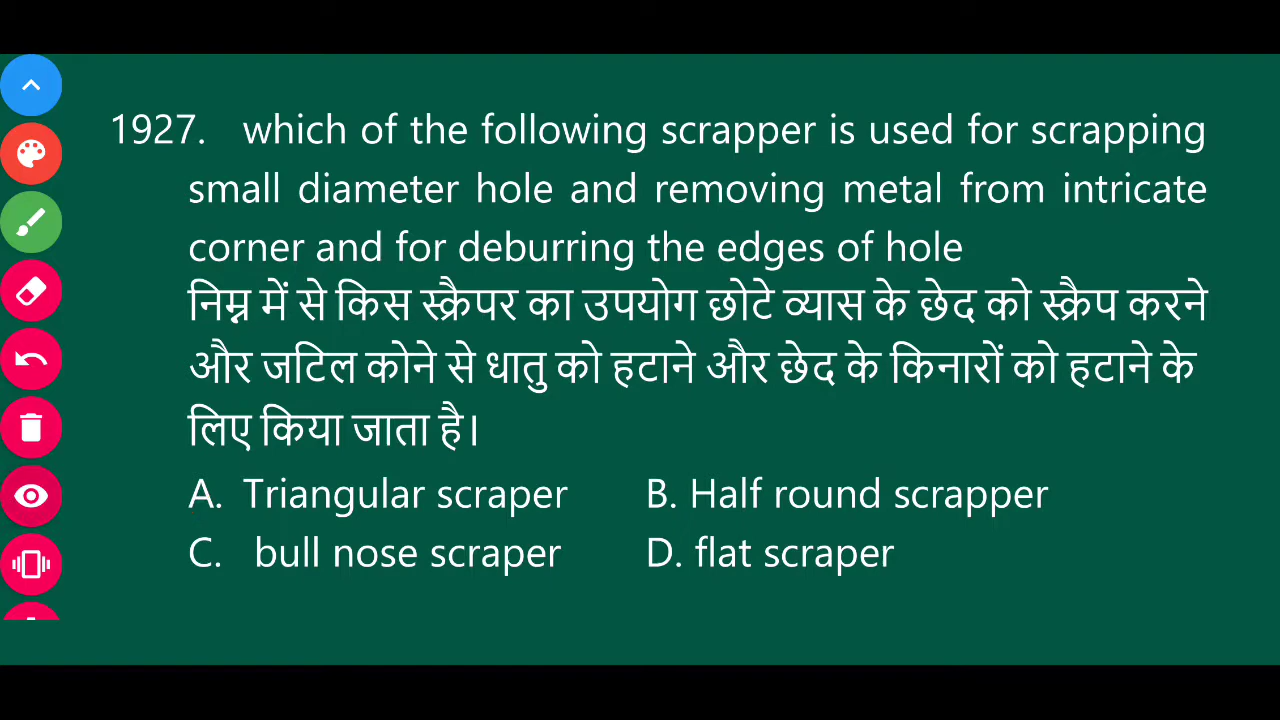 1927. which of the following scrapper is used for scrapping
small diameter hole and removing metal from intricate
corner and for deburring the edges of hole
निम्न में से किस स्क्रैपर का उपयोग छोटे व्यास के छेद को स्क्रैप करने
और जटिल कोने से धातु को हटाने और छेद के किनारों को हटाने के
लिए किया जाता है।
A. Triangular scraper B. Half round scrapper
C. bull nose scraper D. flat scraper